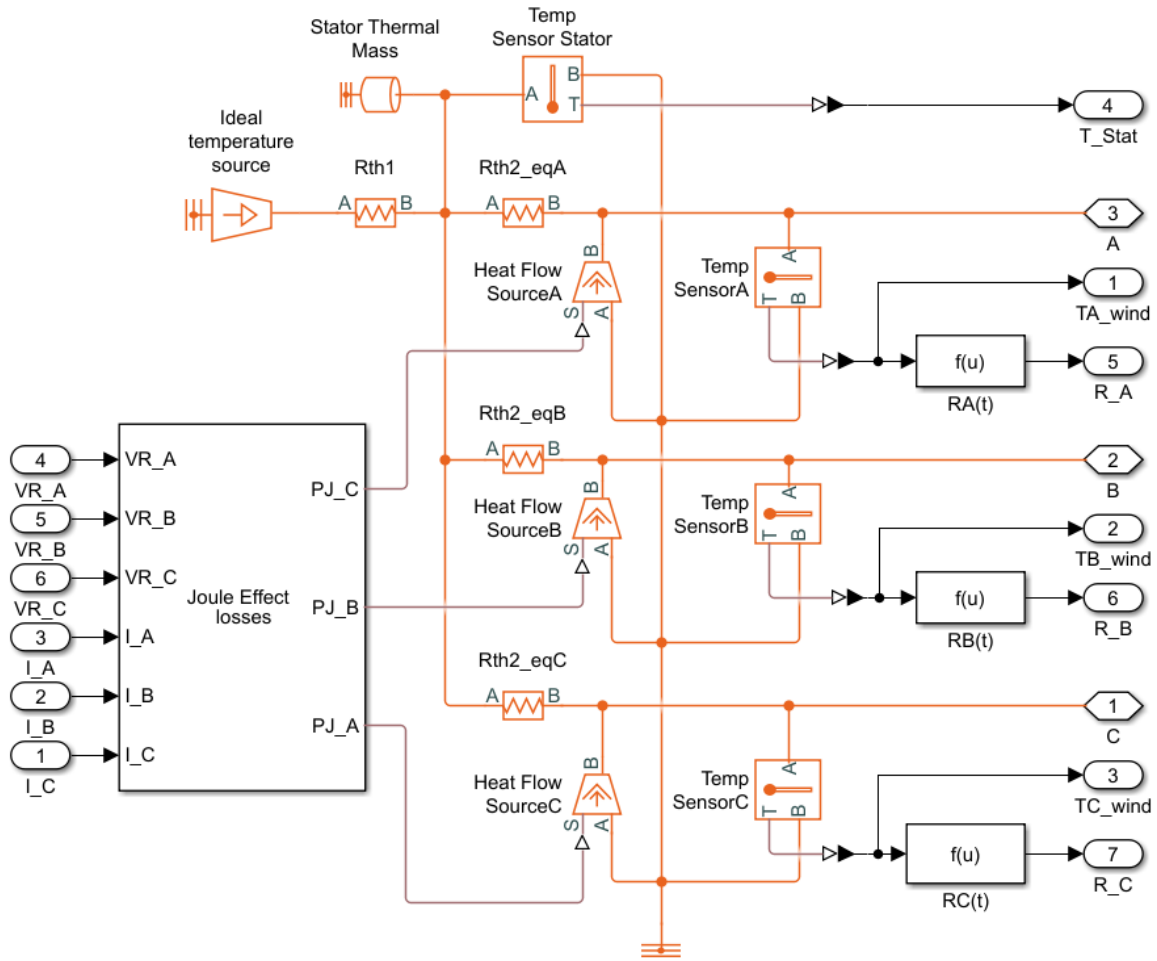 Stator Thermal
Mass
Temp
Sensor Stator
B
A
T
4
T_Stat
Ideal
temperature
source
Rth1
A
B
Rth2_eqA
A
B
3
A
Heat Flow
SourceA
B
S
A
Temp
SensorA
A
T
B
1
TA_wind
f(u)
RA(t)
5
R_A
Rth2_eqB
A
B
2
B
Heat Flow
SourceB
B
S
A
Temp
SensorB
A
T
B
2
TB_wind
f(u)
RB(t)
6
R_B
4
VR_A
5
VR_B
6
VR_C
3
I_A
2
I_B
1
I_C
VR_A
VR_B
VR_C
I_A
I_B
I_C
Joule Effect
losses
PJ_C
PJ_B
PJ_A
Rth2_eqC
A
B
1
C
Heat Flow
SourceC
B
S
A
Temp
SensorC
A
T
B
3
TC_wind
f(u)
RC(t)
7
R_C